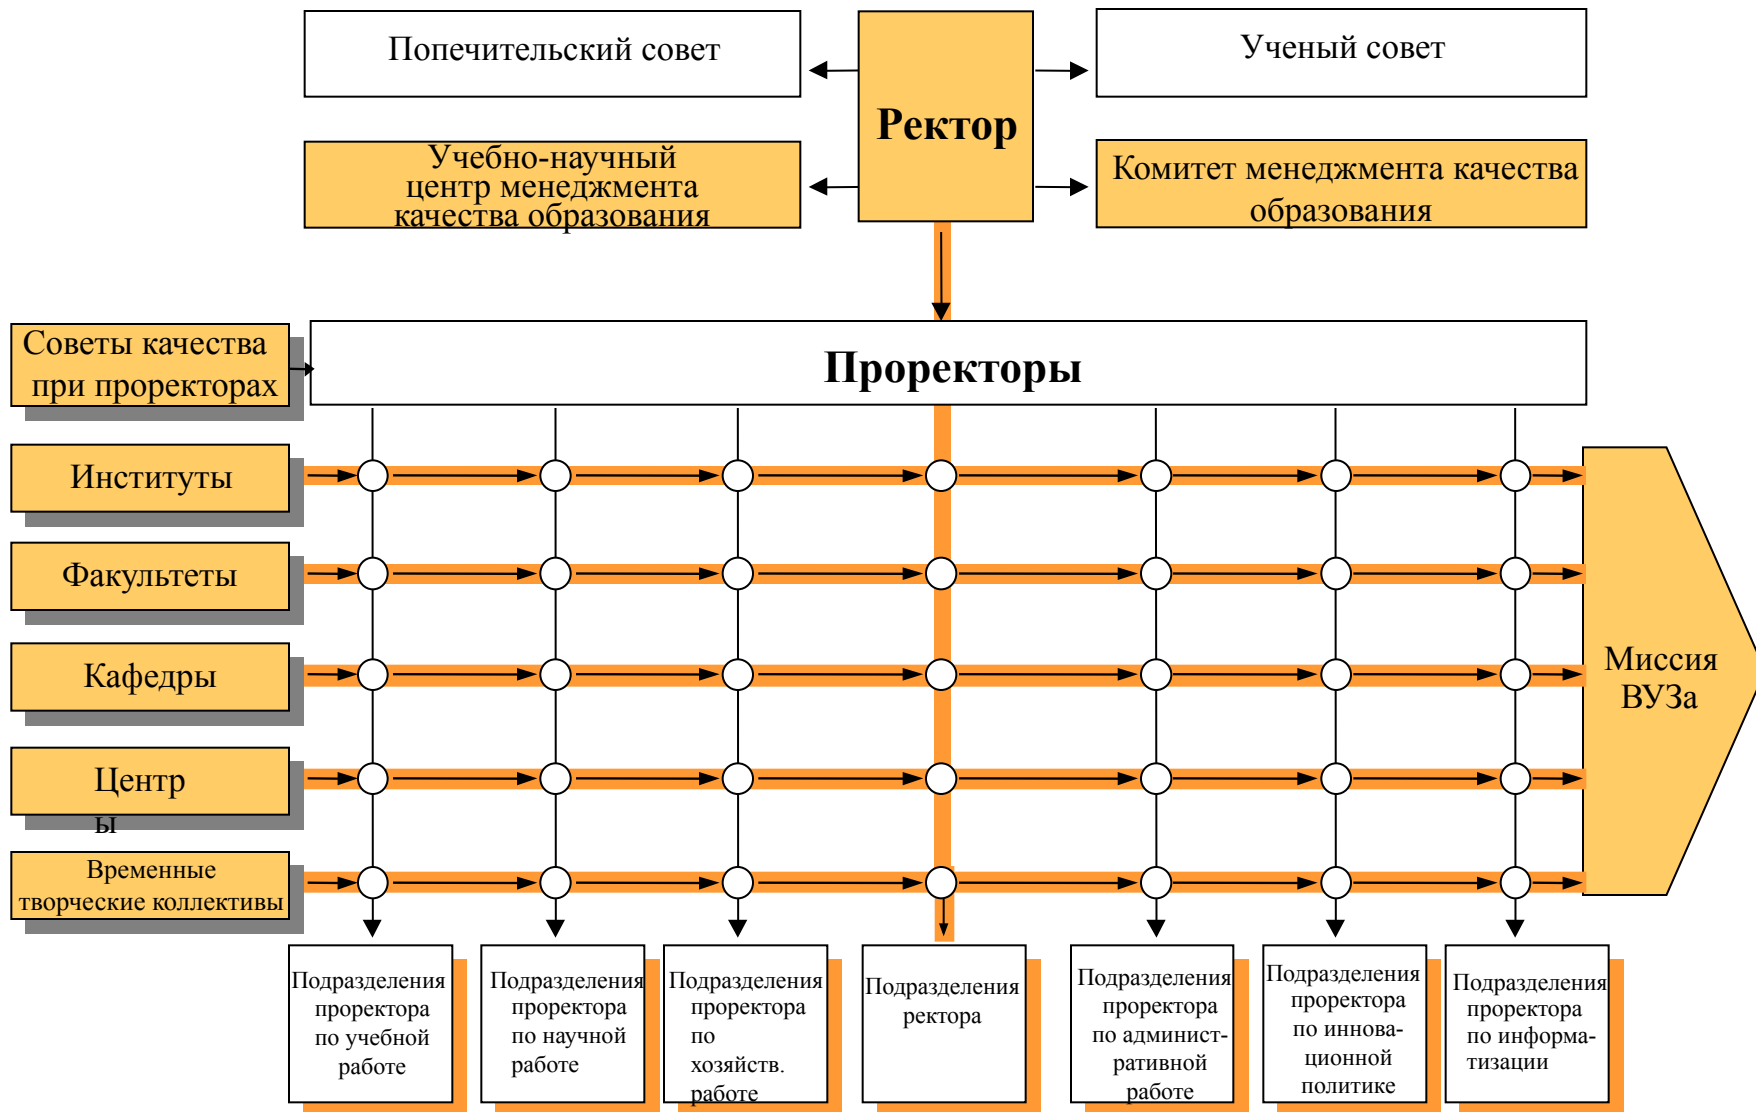 Попечительский совет
Ректор
Ученый совет
Учебно-научный
центр менеджмента
качества образования
Комитет менеджмента качества
образования
Советы качества
при проректорах
Проректоры
Институты
Факультеты
Кафедры
Центр
ы
Временные
творческие коллективы
Миссия
ВУЗа
Подразделения
проректора
по учебной
работе
Подразделения
проректора
по научной
работе
Подразделения
проректора
по
хозяйств.
работе
Подразделения
ректора
Подразделения
проректора
по админист-
ративной
работе
Подразделения
проректора
по иннова-
ционной
политике
Подразделения
проректора
по информа-
тизации